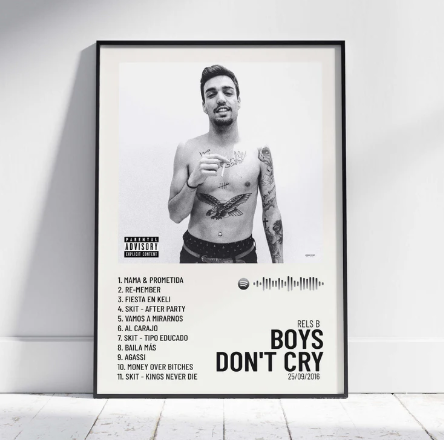 PARENTAL
ADVISORY
EXPLICIT CONTENT
1. MAMA & PROMETIDA
2. RE-MEMBER
3. FIESTA EN KELI
4. SKIT - AFTER PARTY
5. VAMOS A MIRARNOS
6. AL CARAJO
7. SKIT - TIPO EDUCADO
8. BAILA MÁS
9. AGASSI
10. MONEY OVER BITCHES
11. SKIT - KINGS NEVER DIE
RELS B
BOYS
DON'T CRY
25/09/2016